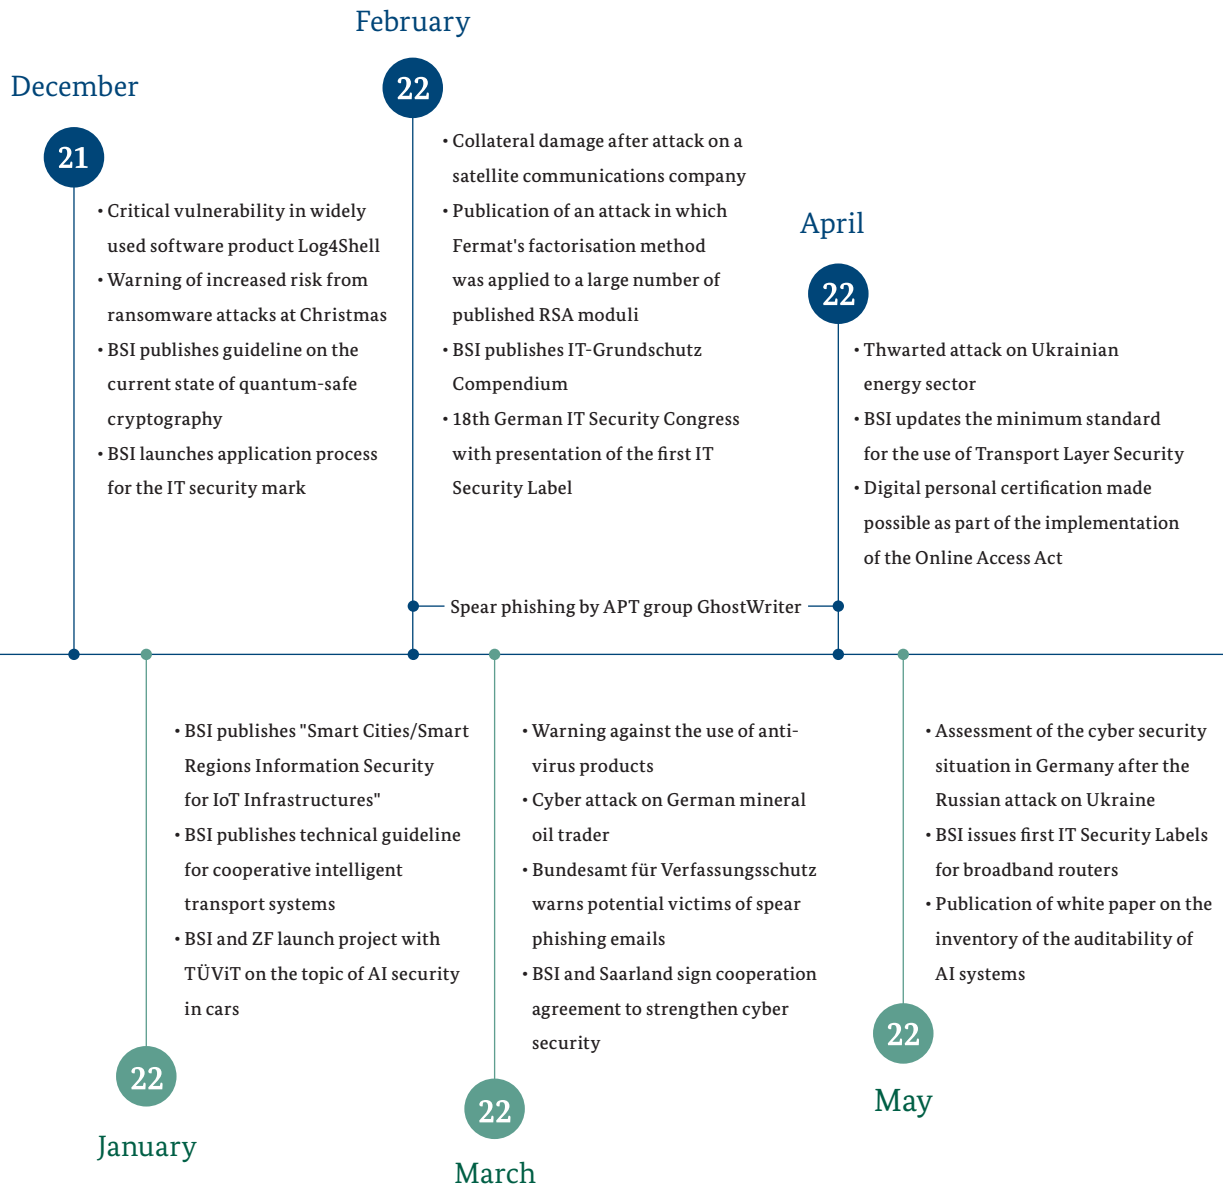 December
21
• Critical vulnerability in widely
used software product Log4Shell
• Warning of increased risk from
ransomware attacks at Christmas
• BSI publishes guideline on the
current state of quantum-safe
cryptography
• BSI launches application process
for the IT security mark
February
22
• Collateral damage after attack on a
satellite communications company
• Publication of an attack in which
Fermat's factorisation method
was applied to a large number of
published RSA moduli
• BSI publishes IT-Grundschutz
Compendium
• 18th German IT Security Congress
with presentation of the first IT
Security Label
April
22
• Thwarted attack on Ukrainian
energy sector
• BSI updates the minimum standard
for the use of Transport Layer Security
• Digital personal certification made
possible as part of the implementation
of the Online Access Act
Spear phishing by APT group GhostWriter
• BSI publishes "Smart Cities/Smart
Regions Information Security
for IoT Infrastructures"
• BSI publishes technical guideline
for cooperative intelligent
transport systems
• BSI and ZF launch project with
TÜViT on the topic of AI security
in cars
22
January
• Warning against the use of anti-
virus products
• Cyber attack on German mineral
oil trader
• Bundesamt für Verfassungsschutz
warns potential victims of spear
phishing emails
• BSI and Saarland sign cooperation
agreement to strengthen cyber
security
22
March
• Assessment of the cyber security
situation in Germany after the
Russian attack on Ukraine
• BSI issues first IT Security Labels
for broadband routers
• Publication of white paper on the
inventory of the auditability of
AI systems
22
May